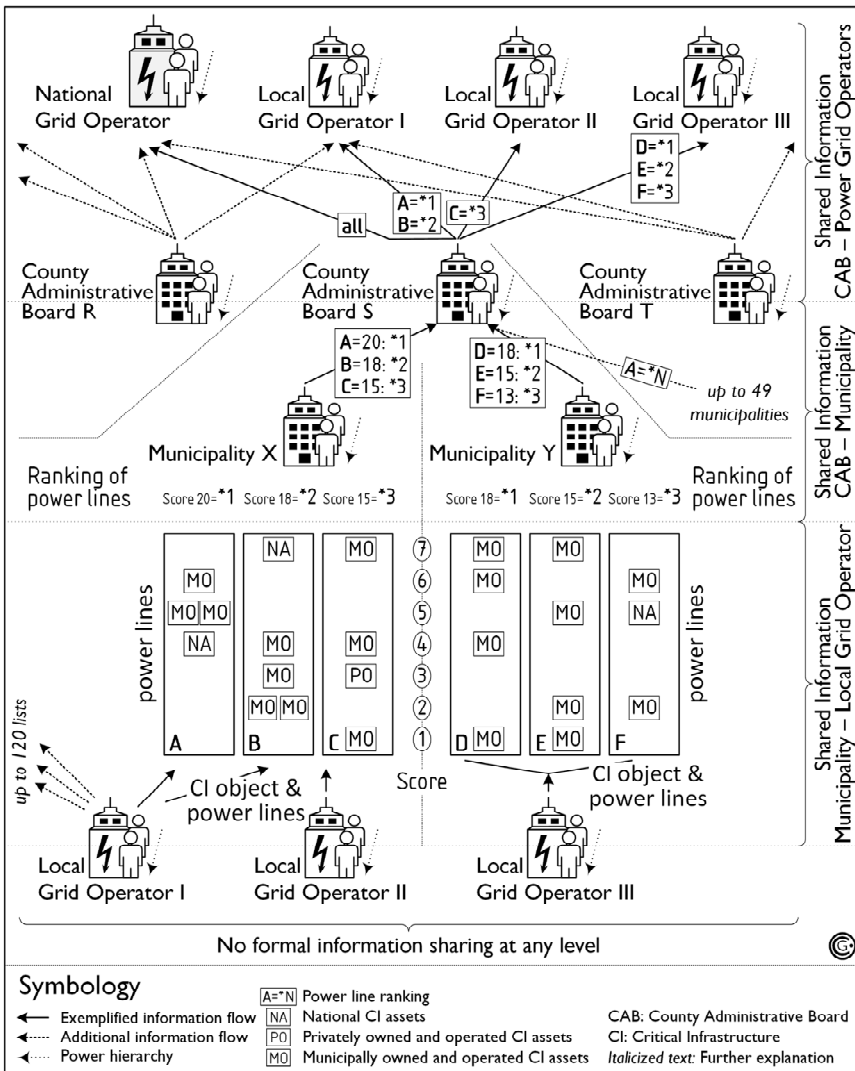 National
Grid Operator
Local
Grid Operator I
Local
Grid Operator II
Local
Grid Operator III
Shared Information
CAB – Power Grid Operators
all
A=*1
B=*2
C=*3
D=*1
E=*2
F=*3
County
Administrative
Board R
County
Administrative
Board S
County
Administrative
Board T
A=20: *1
B=18: *2
C=15: *3
D=18: *1
E=15: *2
F=13: *3
A=*N
up to 49
municipalities
Shared Information
CAB – Municipality
Municipality X
Municipality Y
Ranking of
power lines
Score 20=*1 Score 18=*2 Score 15=*3
Score 18=*1 Score 15=*2 Score 13=*3
Ranking of
power lines
NA MO 7 MO MO
MO 6 MO MO
MO MO 5 MO NA
NA MO MO 4 MO
MO PO 3
MO MO 2 MO MO
A B C MO 1 D MO E MO F
power lines
power lines
Score
Shared Information
Municipality – Local Grid Operator
up to 120 lists
CI object &
power lines
CI object &
power lines
Local
Grid Operator I
Local
Grid Operator II
Local
Grid Operator III
No formal information sharing at any level
CG
Symbology
Exemplified information flow
Additional information flow
Power hierarchy
A=*N Power line ranking
NA National CI assets
PO Privately owned and operated CI assets
MO Municipally owned and operated CI assets
CAB: County Administrative Board
CI: Critical Infrastructure
Italicized text: Further explanation